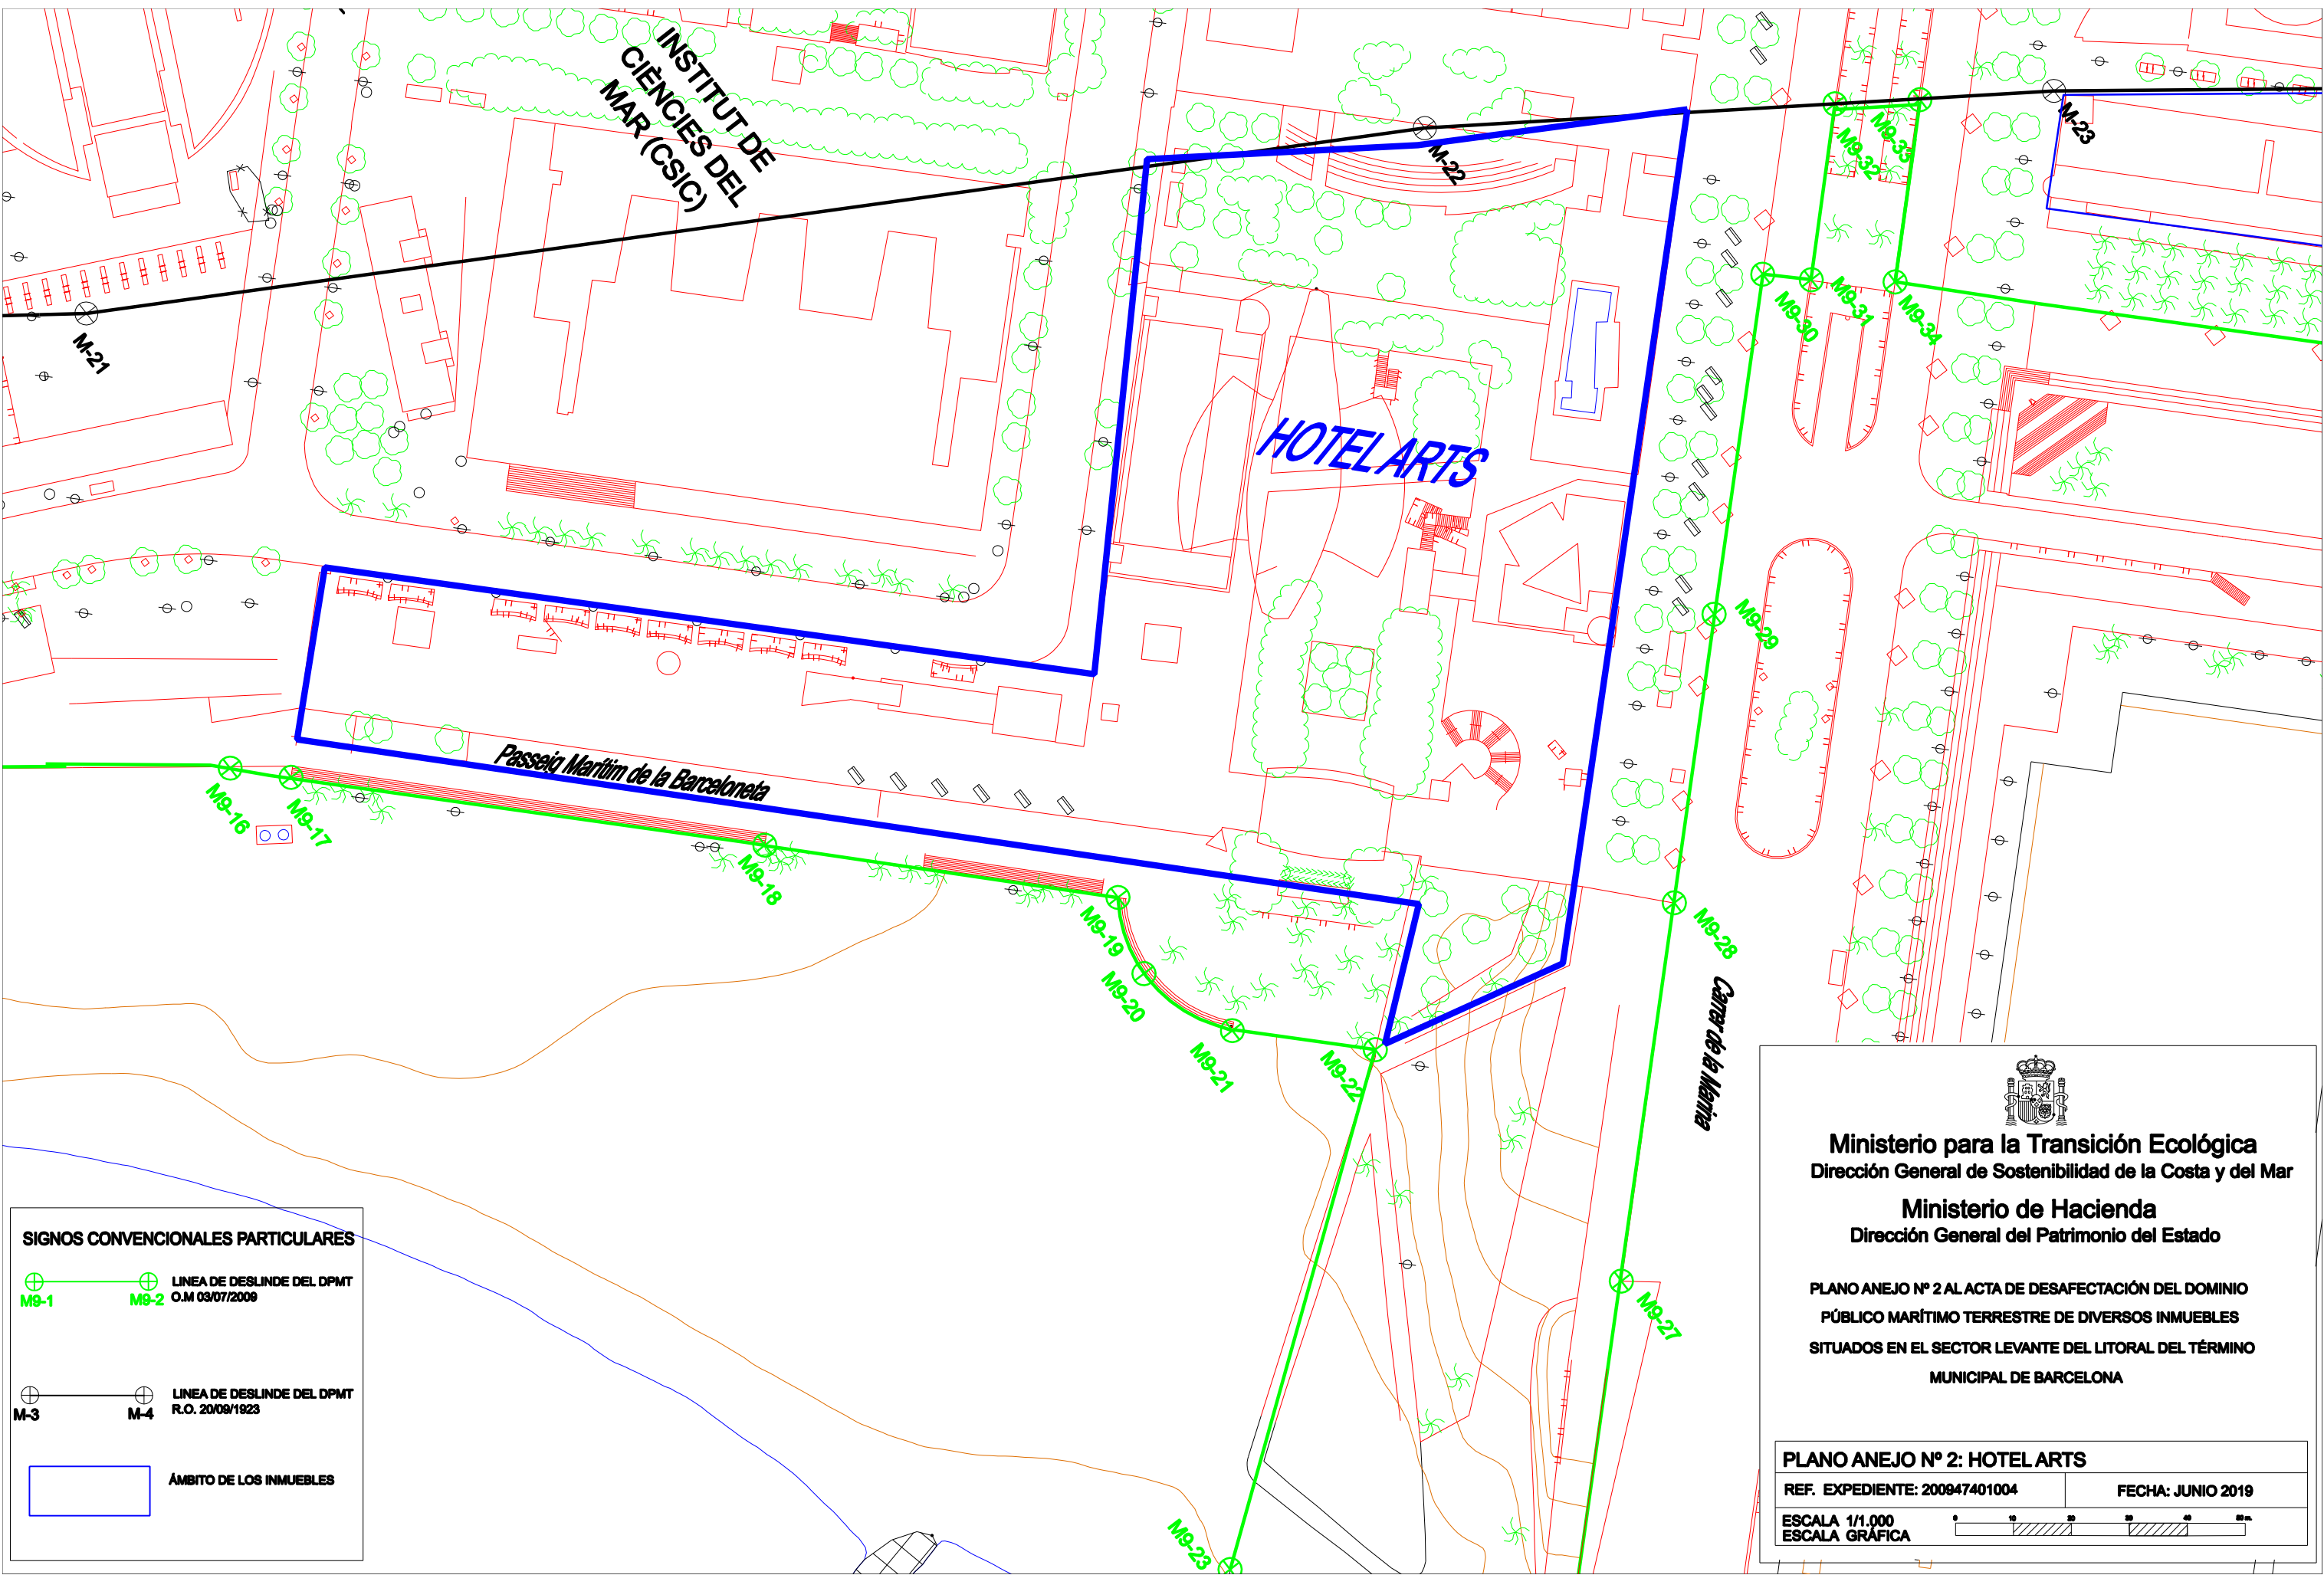 INSTITUT DE
CIÈNCIES DEL
MAR (CSIC)
M-21
M-22
M-23
M9-32
M9-33
M9-30
M9-31
M9-34
HOTEL ARTS
M9-29
Passeig Marítim de la Barceloneta
M9-16
M9-17
M9-18
M9-19
M9-20
M9-21
M9-22
M9-28
Carrer de la Marina
M9-27
M9-23
SIGNOS CONVENCIONALES PARTICULARES
M9-1
M9-2
LINEA DE DESLINDE DEL DPMT
O.M 03/07/2009
M-3
M-4
LINEA DE DESLINDE DEL DPMT
R.O. 20/09/1923
ÁMBITO DE LOS INMUEBLES
Ministerio para la Transición Ecológica
Dirección General de Sostenibilidad de la Costa y del Mar
Ministerio de Hacienda
Dirección General del Patrimonio del Estado
PLANO ANEJO Nº 2 AL ACTA DE DESAFECTACIÓN DEL DOMINIO
PÚBLICO MARÍTIMO TERRESTRE DE DIVERSOS INMUEBLES
SITUADOS EN EL SECTOR LEVANTE DEL LITORAL DEL TÉRMINO
MUNICIPAL DE BARCELONA
PLANO ANEJO Nº 2: HOTEL ARTS
REF. EXPEDIENTE: 200947401004
FECHA: JUNIO 2019
ESCALA 1/1.000
ESCALA GRÁFICA
0 10 20 30 40 50 m.